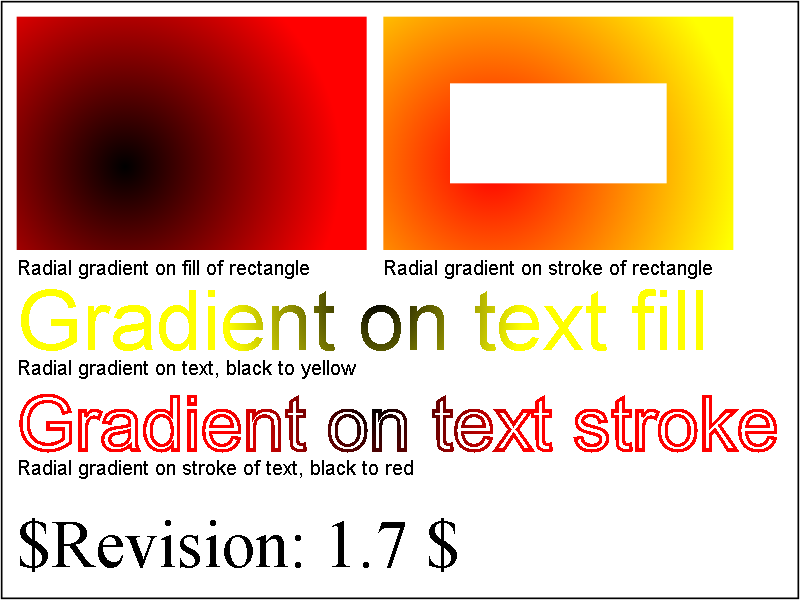 Radial gradient on fill of rectangle
Radial gradient on stroke of rectangle
Gradient on text fill
Radial gradient on text, black to yellow
Gradient on text stroke
Radial gradient on stroke of text, black to red
$Revision: 1.7 $